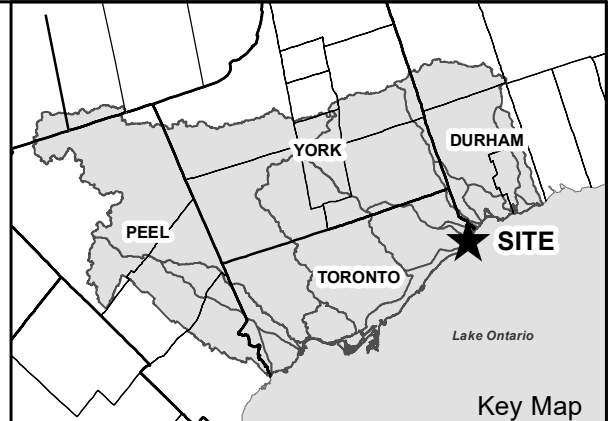 YORK
DURHAM
PEEL
SITE
TORONTO
Lake Ontario
Key Map